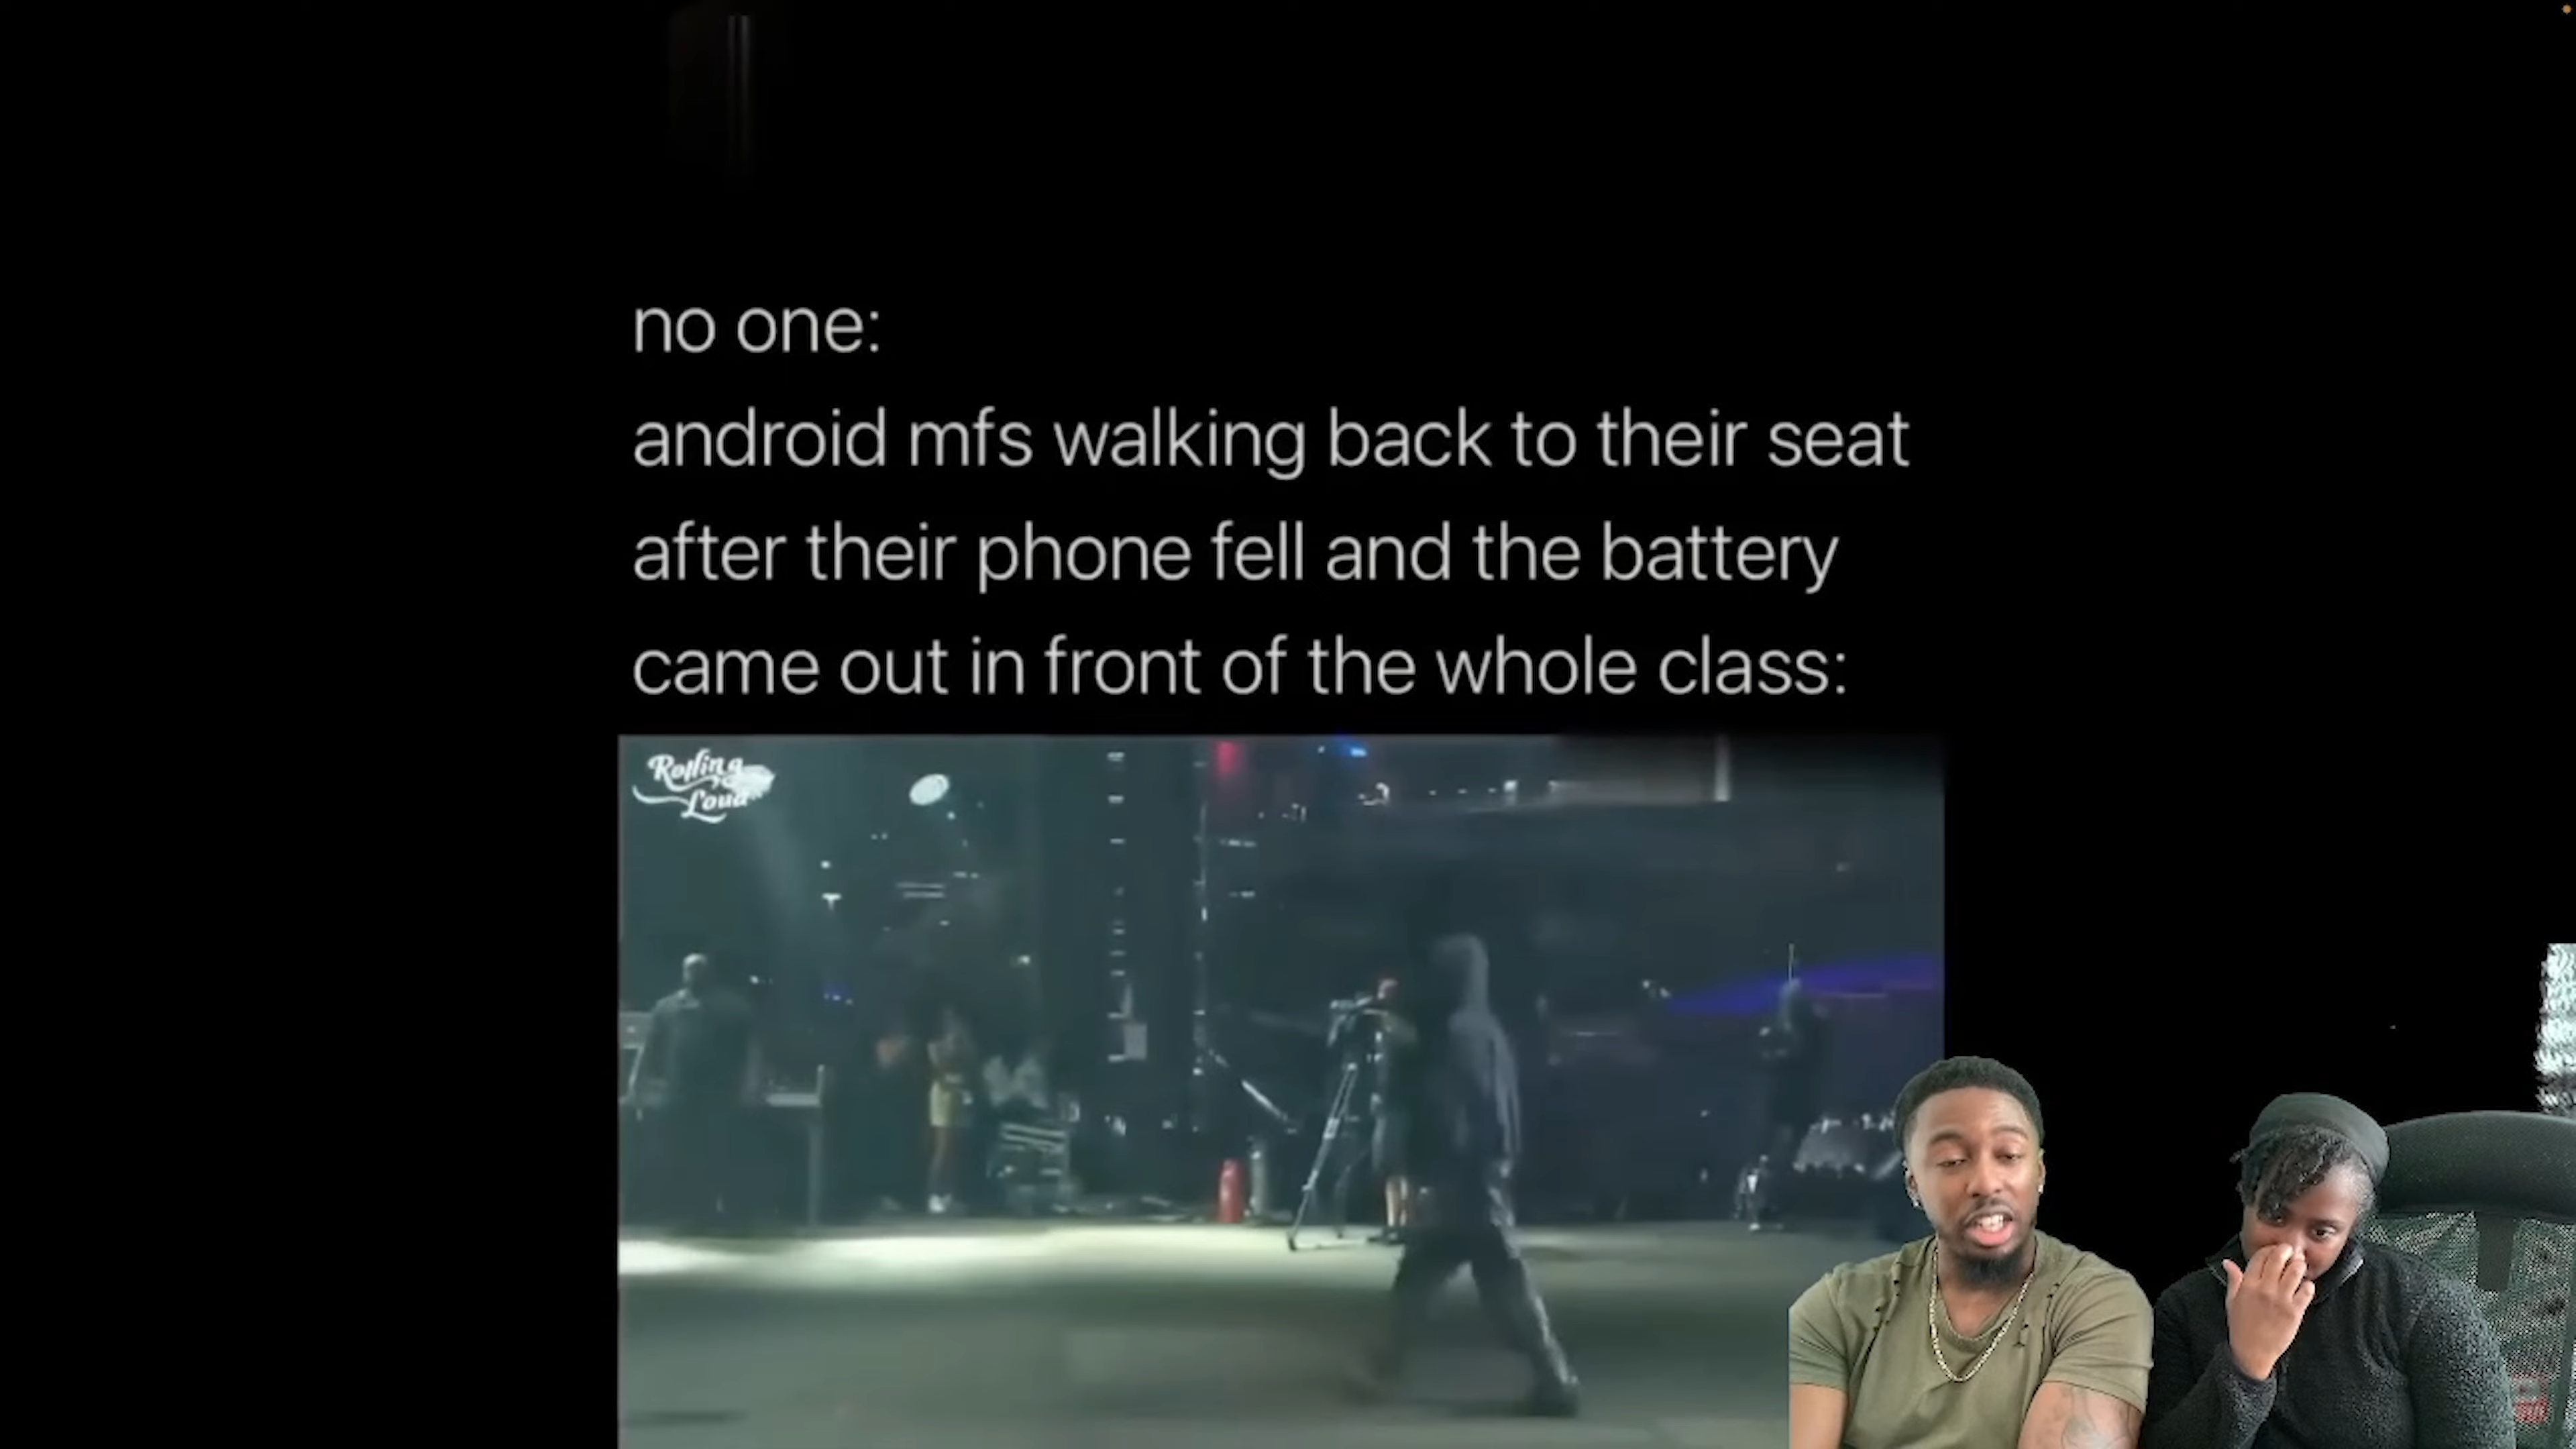 no one:
android mfs walking back to their seat
after their phone fell and the battery
came out in front of the whole class:
Rolling
Loud